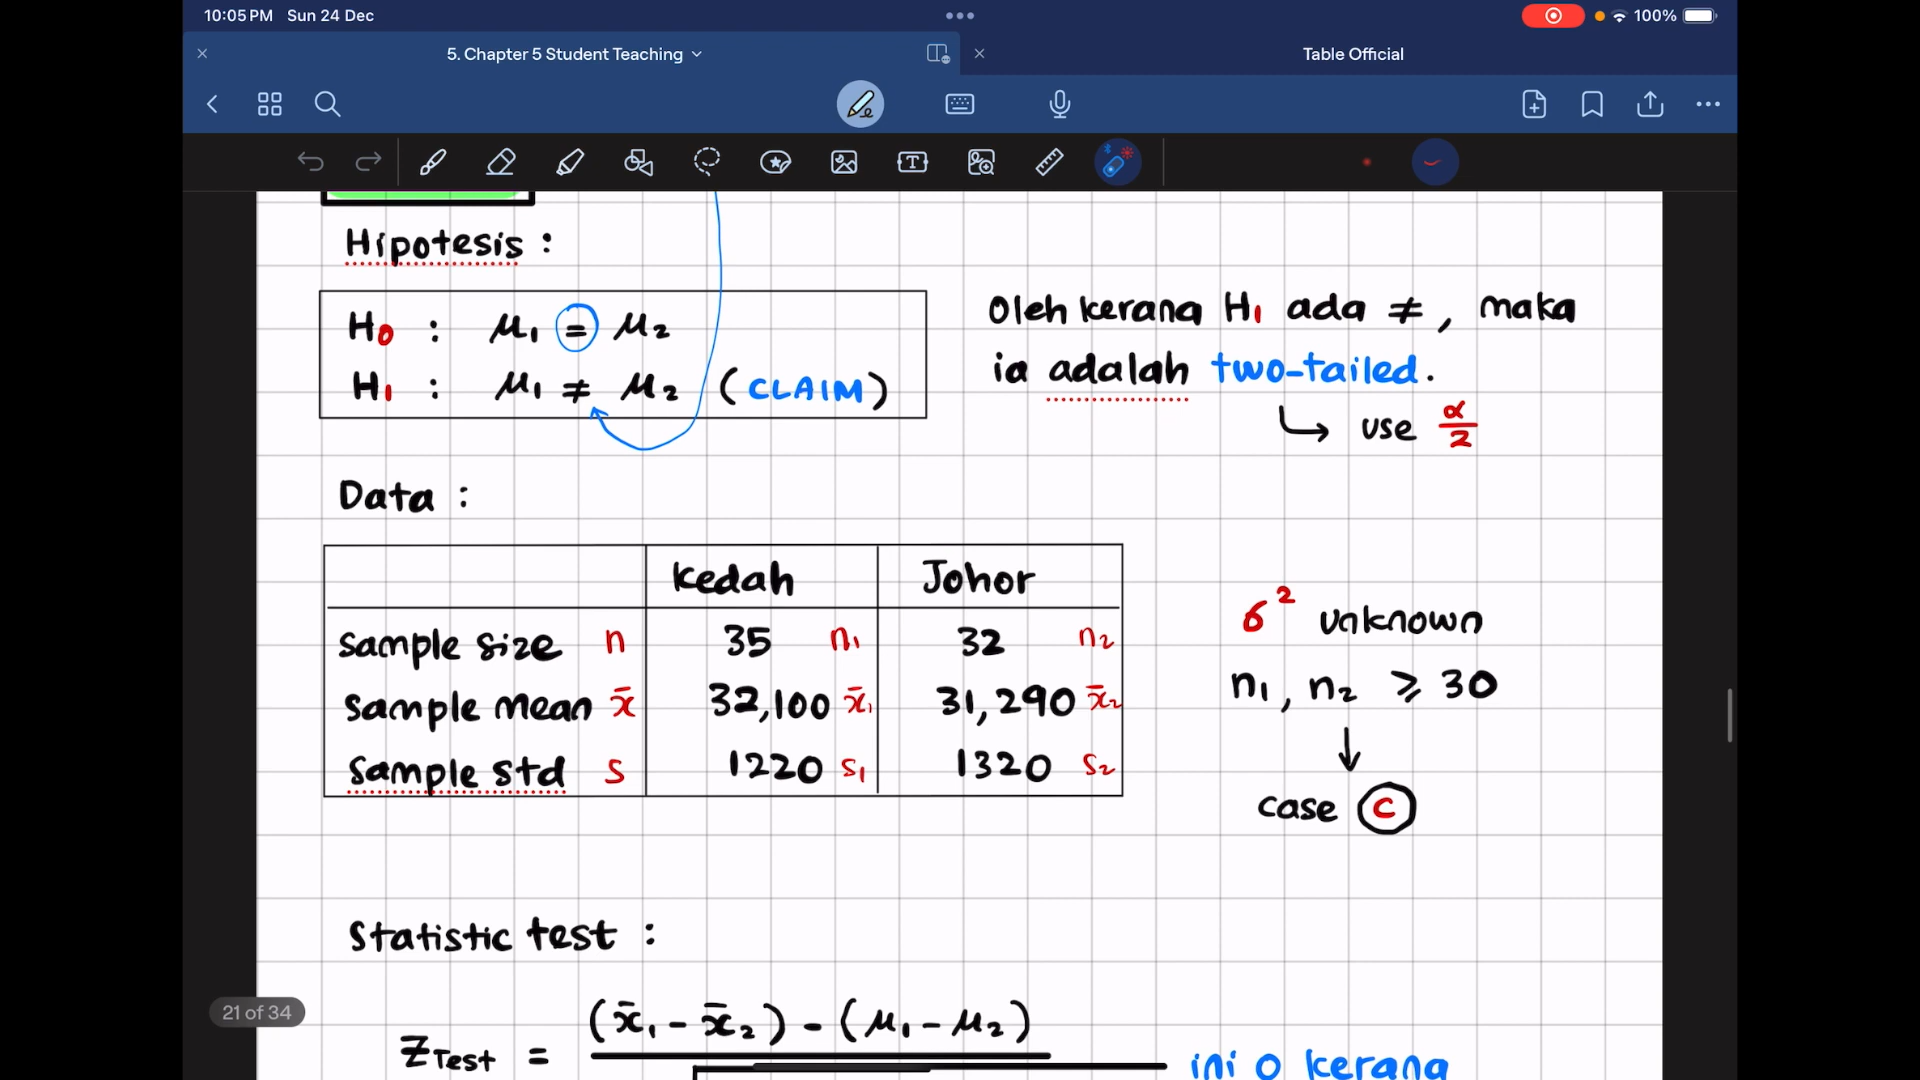 10:05 PM Sun 24 Dec
100%
5. Chapter 5 Student Teaching
Table Official
Hipotesis :
H0 : μ1 = μ2
H1 : μ1 ≠ μ2 (CLAIM)
Oleh kerana H1 ada ≠, maka
ia adalah two-tailed.
↳ use α/2
Data :
Kedah Johor
sample size n 35 n1 32 n2
sample mean x̄ 32,100 x̄1 31,290 x̄2
sample std s 1220 s1 1320 s2
σ² unknown
n1, n2 ⩾ 30
↓
case C
Statistic test :
(x̄1 - x̄2) - (μ1 - μ2)
ZTest =
ini 0 kerana
21 of 34